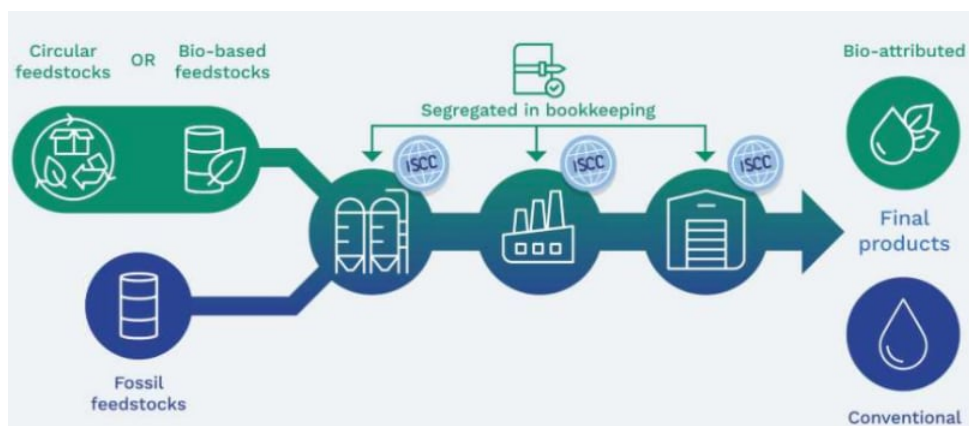 Circular
feedstocks
OR
Bio-based
feedstocks
Segregated in bookkeeping
ISCC
ISCC
ISCC
Bio-attributed
Final
products
Fossil
feedstocks
Conventional